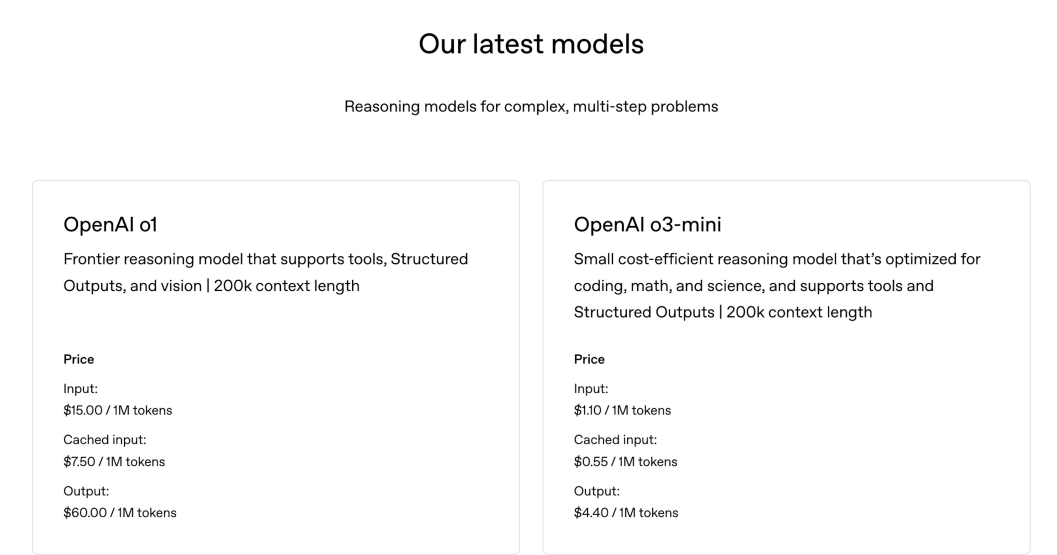 Our latest models
Reasoning models for complex, multi-step problems
OpenAI o1
Frontier reasoning model that supports tools, Structured
Outputs, and vision | 200k context length
Price
Input:
$15.00 / 1M tokens
Cached input:
$7.50 / 1M tokens
Output:
$60.00 / 1M tokens
OpenAI o3-mini
Small cost-efficient reasoning model that’s optimized for
coding, math, and science, and supports tools and
Structured Outputs | 200k context length
Price
Input:
$1.10 / 1M tokens
Cached input:
$0.55 / 1M tokens
Output:
$4.40 / 1M tokens